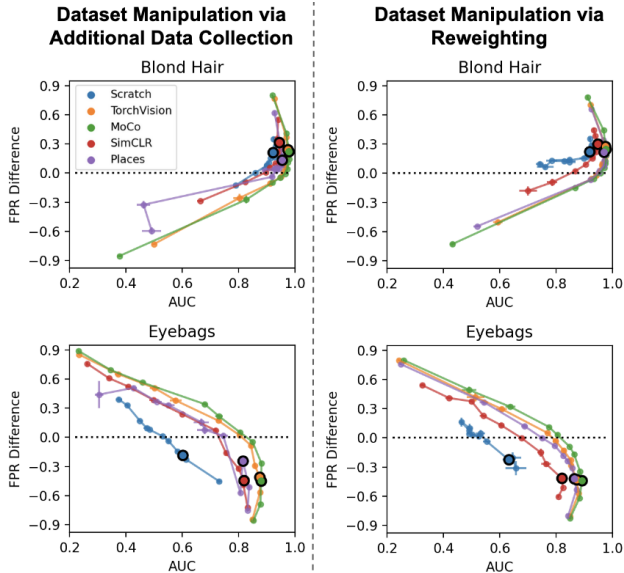 Dataset Manipulation via
Additional Data Collection
Dataset Manipulation via
Reweighting
Blond Hair
0.9
0.6
0.3
0.0
−0.3
−0.6
−0.9
FPR Difference
Scratch
TorchVision
MoCo
SimCLR
Places
0.2 0.4 0.6 0.8 1.0
AUC
Blond Hair
0.9
0.6
0.3
0.0
−0.3
−0.6
−0.9
FPR Difference
0.2 0.4 0.6 0.8 1.0
AUC
Eyebags
0.9
0.6
0.3
0.0
−0.3
−0.6
−0.9
FPR Difference
0.2 0.4 0.6 0.8 1.0
AUC
Eyebags
0.9
0.6
0.3
0.0
−0.3
−0.6
−0.9
FPR Difference
0.2 0.4 0.6 0.8 1.0
AUC